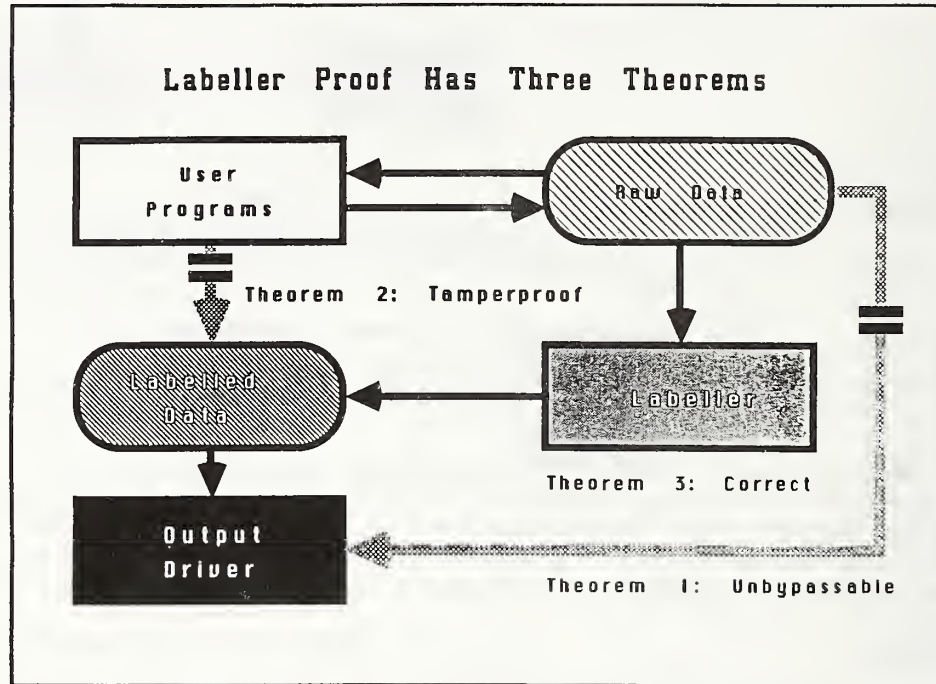 Labeller Proof Has Three Theorems
User
Programs
Raw Data
Theorem 2: Tamperproof
Labelled
Data
Labeller
Theorem 3: Correct
Output
Driver
Theorem 1: Unbypassable